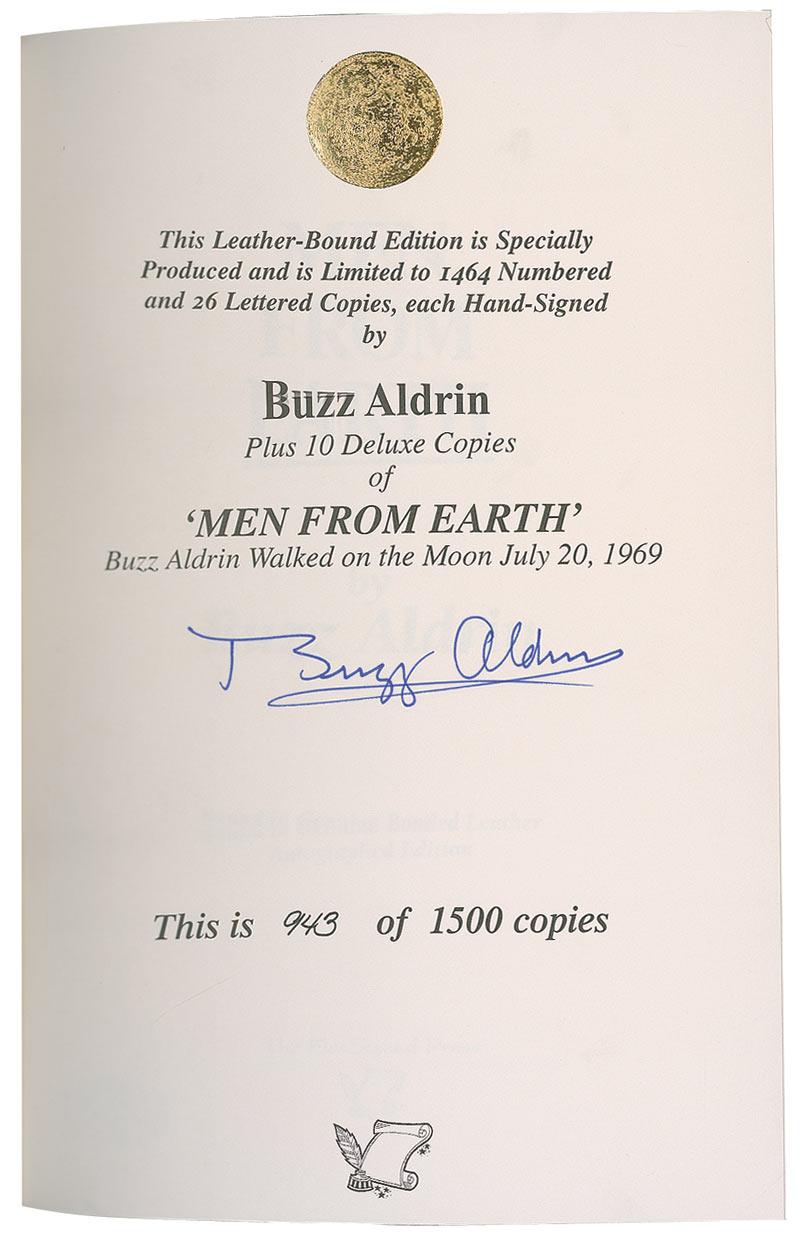 This Leather-Bound Edition is Specially
Produced and is Limited to 1464 Numbered
and 26 Lettered Copies, each Hand-Signed
by
Buzz Aldrin
Plus 10 Deluxe Copies
of
‘MEN FROM EARTH’
Buzz Aldrin Walked on the Moon July 20, 1969
Buzz Aldrin
This is 943 of 1500 copies